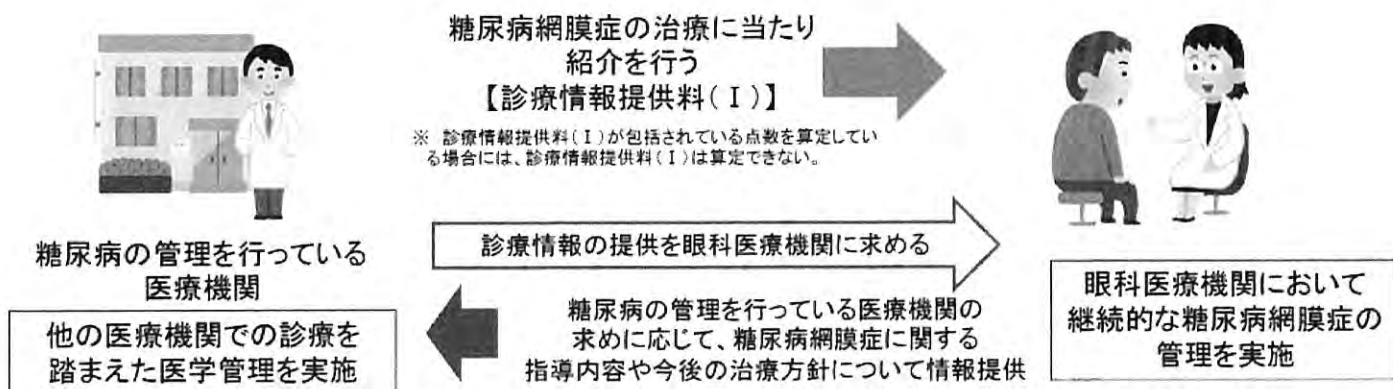 糖尿病網膜症の治療に当たり
紹介を行う
【診療情報提供料(Ⅰ)】
※ 診療情報提供料(Ⅰ)が包括されている点数を算定してい
る場合には、診療情報提供料(Ⅰ)は算定できない。
糖尿病の管理を行っている
医療機関
他の医療機関での診療を
踏まえた医学管理を実施
診療情報の提供を眼科医療機関に求める
糖尿病の管理を行っている医療機関の
求めに応じて、糖尿病網膜症に関する
指導内容や今後の治療方針について情報提供
眼科医療機関において
継続的な糖尿病網膜症の
管理を実施